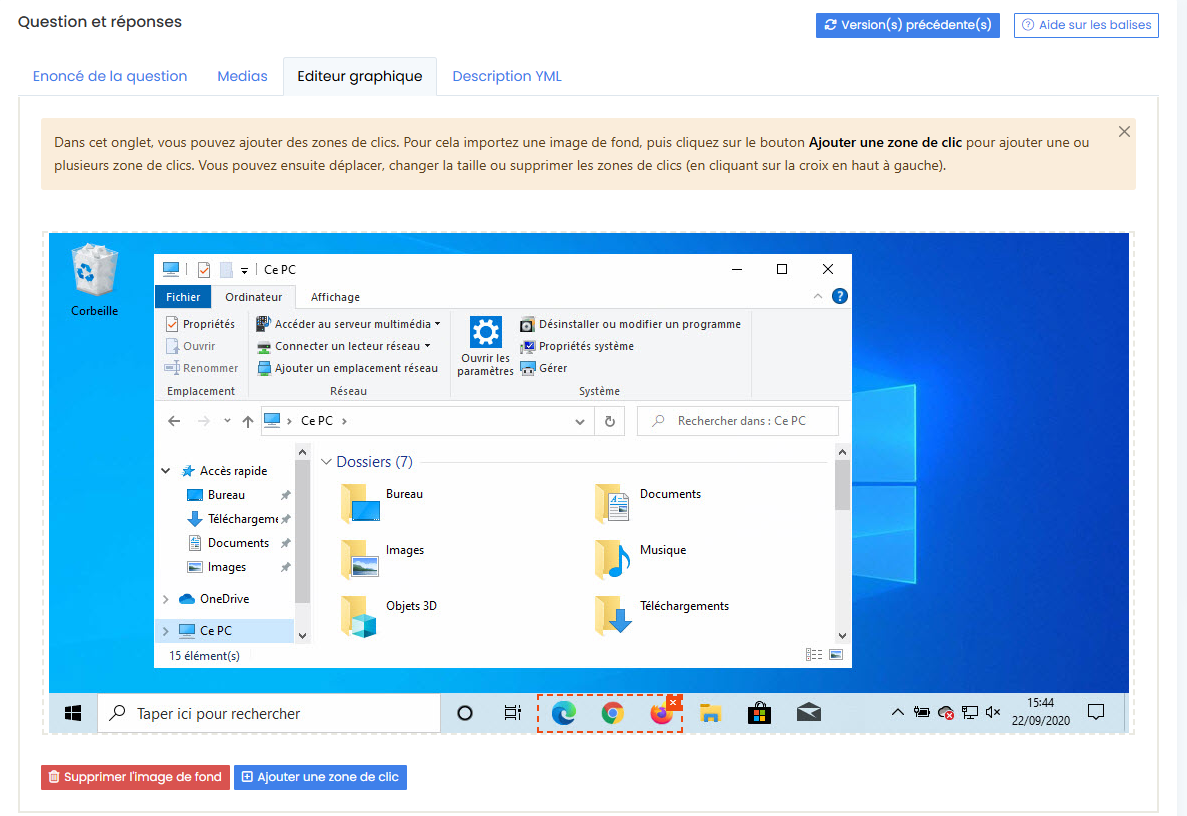 Question et réponses
Version(s) précédente(s)
Aide sur les balises
Enoncé de la question
Medias
Editeur graphique
Description YML
Dans cet onglet, vous pouvez ajouter des zones de clics. Pour cela importez une image de fond, puis cliquez sur le bouton Ajouter une zone de clic pour ajouter une ou
plusieurs zone de clics. Vous pouvez ensuite déplacer, changer la taille ou supprimer les zones de clics (en cliquant sur la croix en haut à gauche).
Corbeille
Ce PC
Fichier
Ordinateur
Affichage
Propriétés
Ouvrir
Renommer
Emplacement
Accéder au serveur multimédia
Connecter un lecteur réseau
Ajouter un emplacement réseau
Réseau
Ouvrir les
paramètres
Désinstaller ou modifier un programme
Propriétés système
Gérer
Système
Ce PC
Rechercher dans : Ce PC
Accès rapide
Bureau
Téléchargeme
Documents
Images
OneDrive
Ce PC
Dossiers (7)
Bureau
Documents
Images
Musique
Objets 3D
Téléchargements
15 élément(s)
Taper ici pour rechercher
15:44
22/09/2020
Supprimer l'image de fond
Ajouter une zone de clic